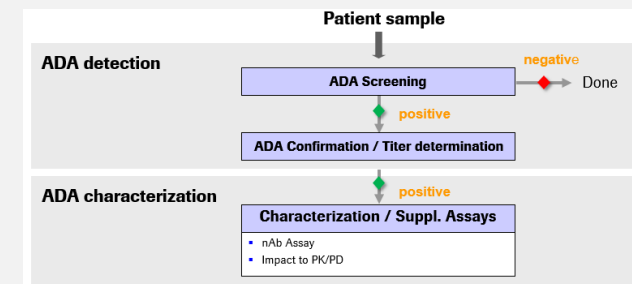 Patient sample
ADA detection
negative
ADA Screening
Done
positive
ADA Confirmation / Titer determination
ADA characterization
positive
Characterization / Suppl. Assays
▪ nAb Assay
▪ Impact to PK/PD